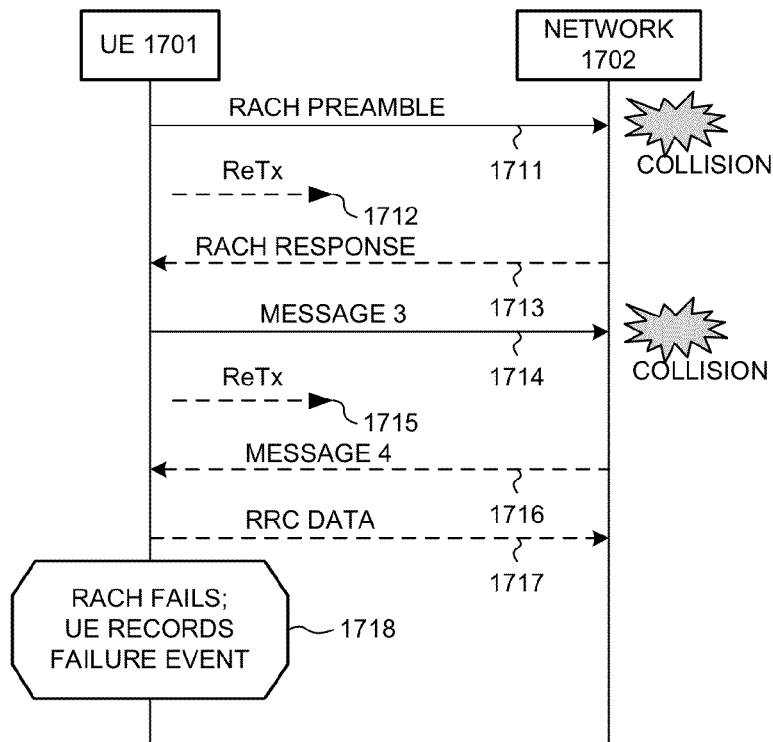 UE 1701
NETWORK
1702
RACH PREAMBLE
1711
COLLISION
ReTx
1712
RACH RESPONSE
1713
MESSAGE 3
1714
COLLISION
ReTx
1715
MESSAGE 4
1716
RRC DATA
1717
RACH FAILS;
UE RECORDS
FAILURE EVENT
1718